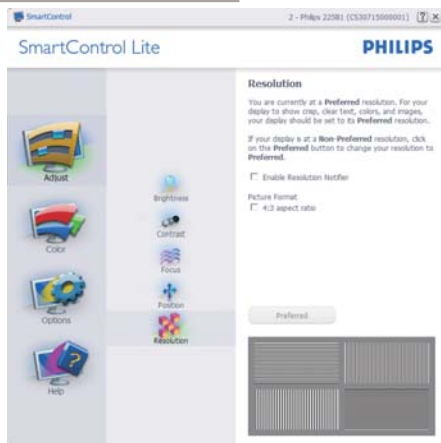 SmartControl
2 - Philips 225B1 (CS30715000001)
SmartControl Lite
PHILIPS
Adjust
Color
Options
Help
Brightness
Contrast
Focus
Position
Resolution
Resolution
You are currently at a Preferred resolution. For your
display to show crisp, clear text, colors, and images,
your display should be set to its Preferred resolution.
If your display is at a Non-Preferred resolution, click
on the Preferred button to change your resolution to
Preferred.
Enable Resolution Notifier
Picture Format
4:3 aspect ratio
Preferred